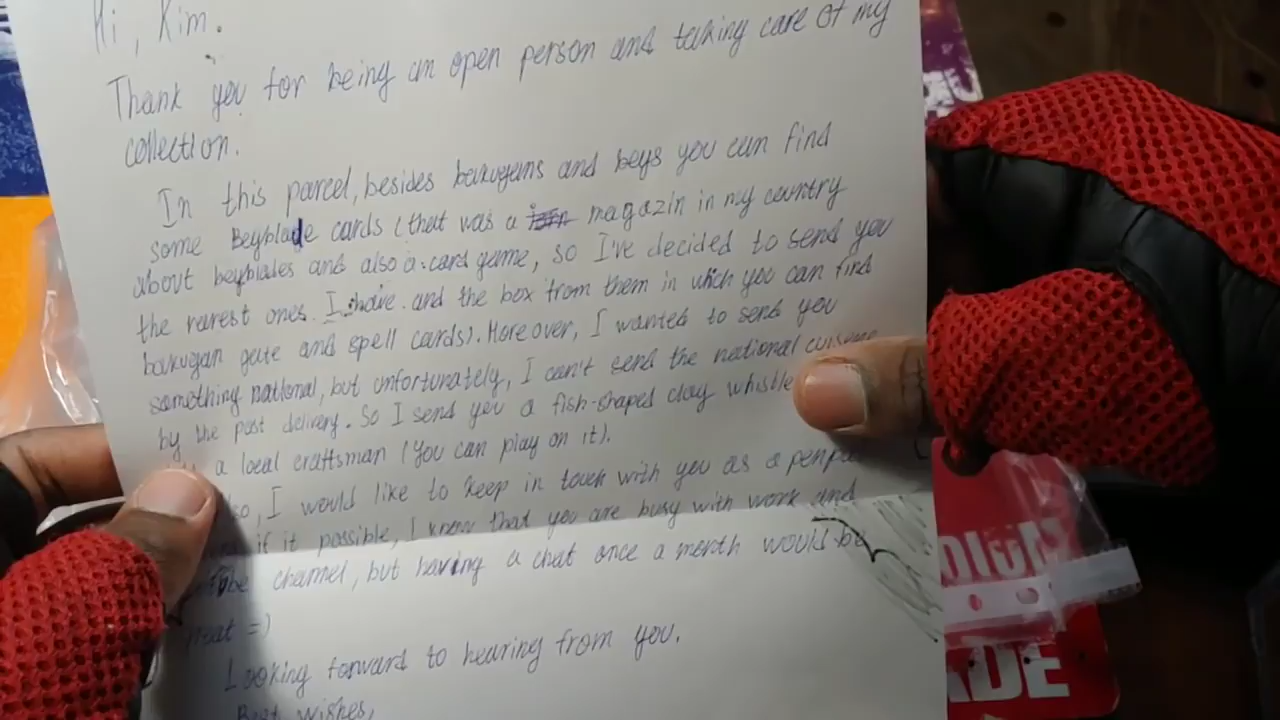 Hi, Kim.
Thank you for being an open person and taking care of my
collection.
In this parcel, besides bakugans and beys you can find
some Beyblade cards (that was a magazin in my country
about beyblades and also a card game, so I've decided to send you
the rarest ones I have and the box from them in which you can find
bakugan gate and spell cards). Moreover, I wanted to send you
something national, but unfortunately, I can't send the national cuisine
by the post delivery. So I send you a fish-shaped clay whistle
a local craftsman (you can play on it).
so, I would like to keep in touch with you as a penpa
if it possible, I know that you are busy with work and
channel, but having a chat once a month would be
=)
Looking forward to hearing from you.
Best wishes,
ADE